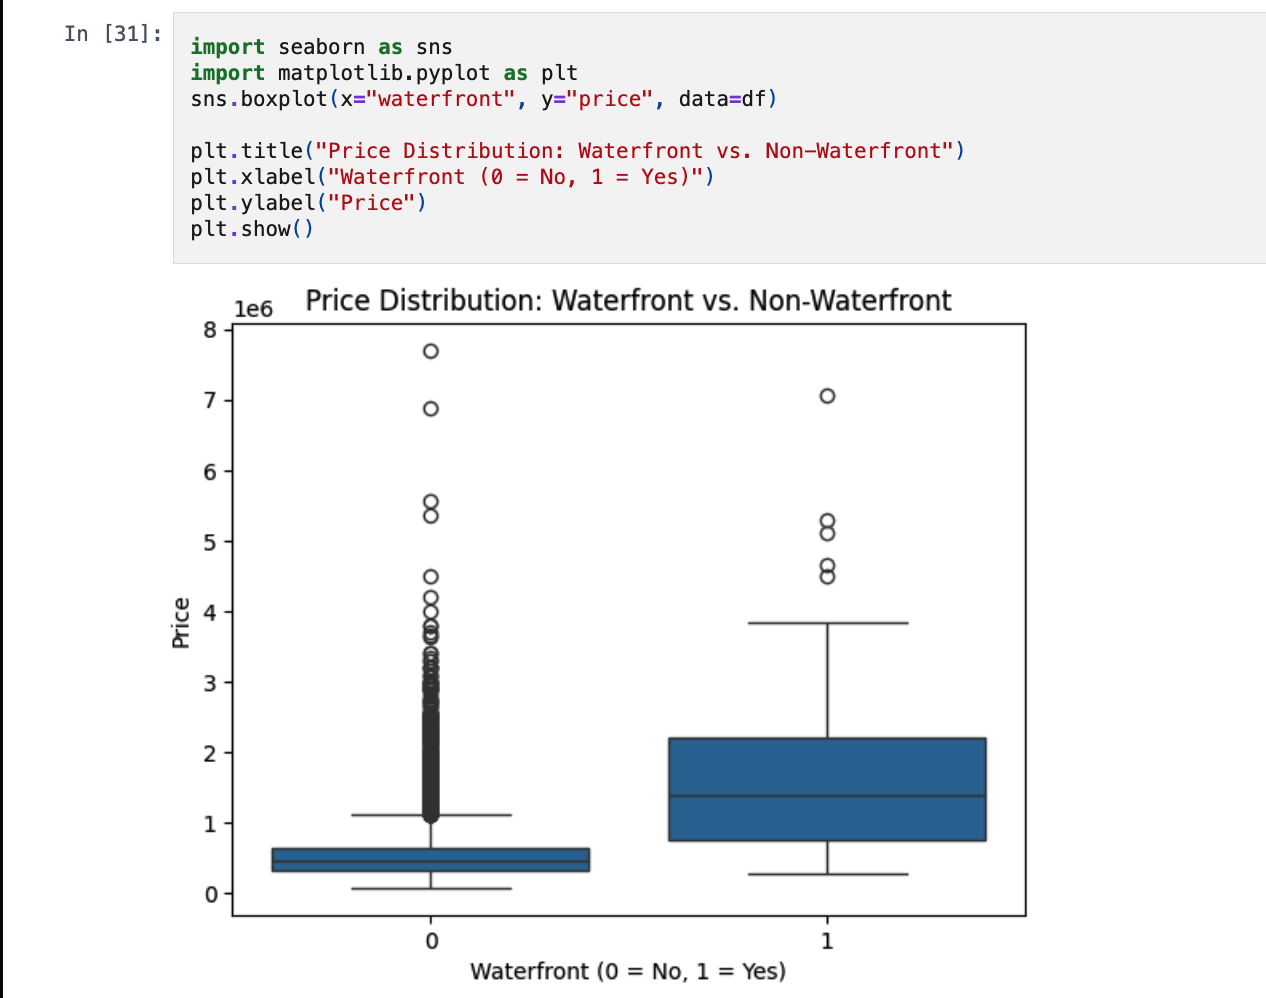 In [31]:
import seaborn as sns
import matplotlib.pyplot as plt
sns.boxplot(x="waterfront", y="price", data=df)
plt.title("Price Distribution: Waterfront vs. Non-Waterfront")
plt.xlabel("Waterfront (0 = No, 1 = Yes)")
plt.ylabel("Price")
plt.show()
Price Distribution: Waterfront vs. Non-Waterfront
1e6
8
7
6
5
4
3
2
1
0
Price
0 1
Waterfront (0 = No, 1 = Yes)